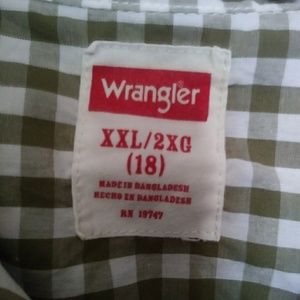 Wrangler
XXL/2XG
(18)
MADE IN BANGLADESH
HECHO EN BANGLADESH
RN 19747